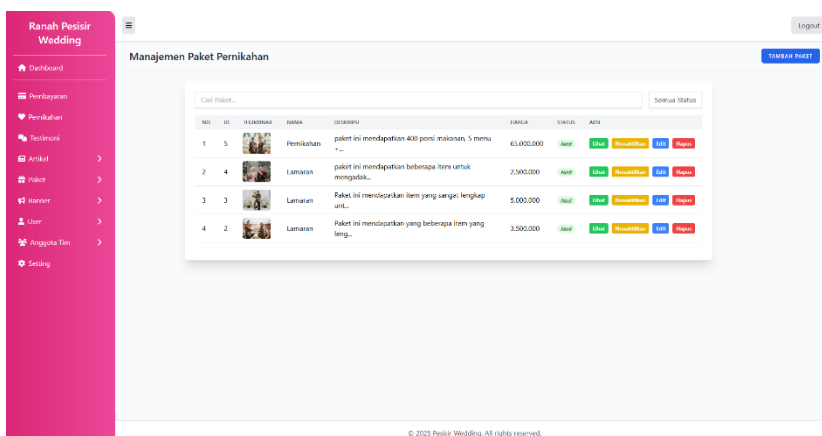 Ranah Pesisir
Wedding
Logout
Manajemen Paket Pernikahan
TAMBAH PAKET
Dashboard
Pembayaran
Pernikahan
Testimoni
Artikel
Paket
Banner
User
Anggota Tim
Setting
Cari Paket...
Semua Status
NO ID THUMBNAIL NAMA DESKRIPSI HARGA STATUS AKSI
1 5 Pernikahan paket ini mendapatkan 400 porsi makanan, 5 menu +... 65.000.000 Aktif Lihat Nonaktifkan Edit Hapus
2 4 Lamaran paket ini mendapatkan beberapa item untuk mengadak... 2.500.000 Aktif Lihat Nonaktifkan Edit Hapus
3 3 Lamaran Paket ini mendapatkan item yang sangat lengkap unt... 5.000.000 Aktif Lihat Nonaktifkan Edit Hapus
4 2 Lamaran Paket ini mendapatkan yang beberapa item yang leng... 3.500.000 Aktif Lihat Nonaktifkan Edit Hapus
© 2025 Pesisir Wedding. All rights reserved.